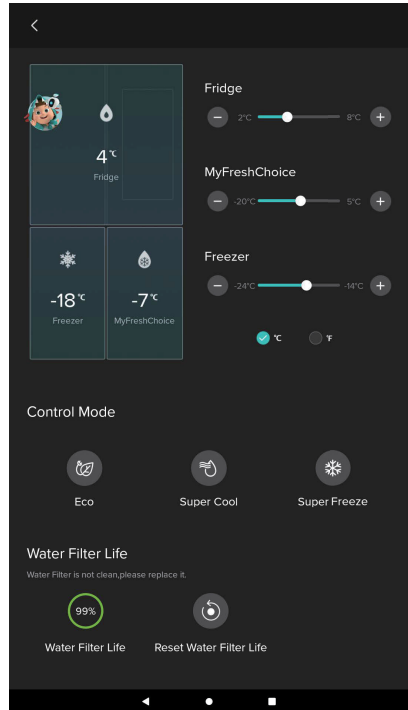 Fridge
2°C 8°C
4°C
Fridge
MyFreshChoice
-20°C 5°C
Freezer
-24°C -14°C
-18°C
Freezer
-7°C
MyFreshChoice
°C °F
Control Mode
Eco Super Cool Super Freeze
Water Filter Life
Water Filter is not clean,please replace it.
99%
Water Filter Life Reset Water Filter Life